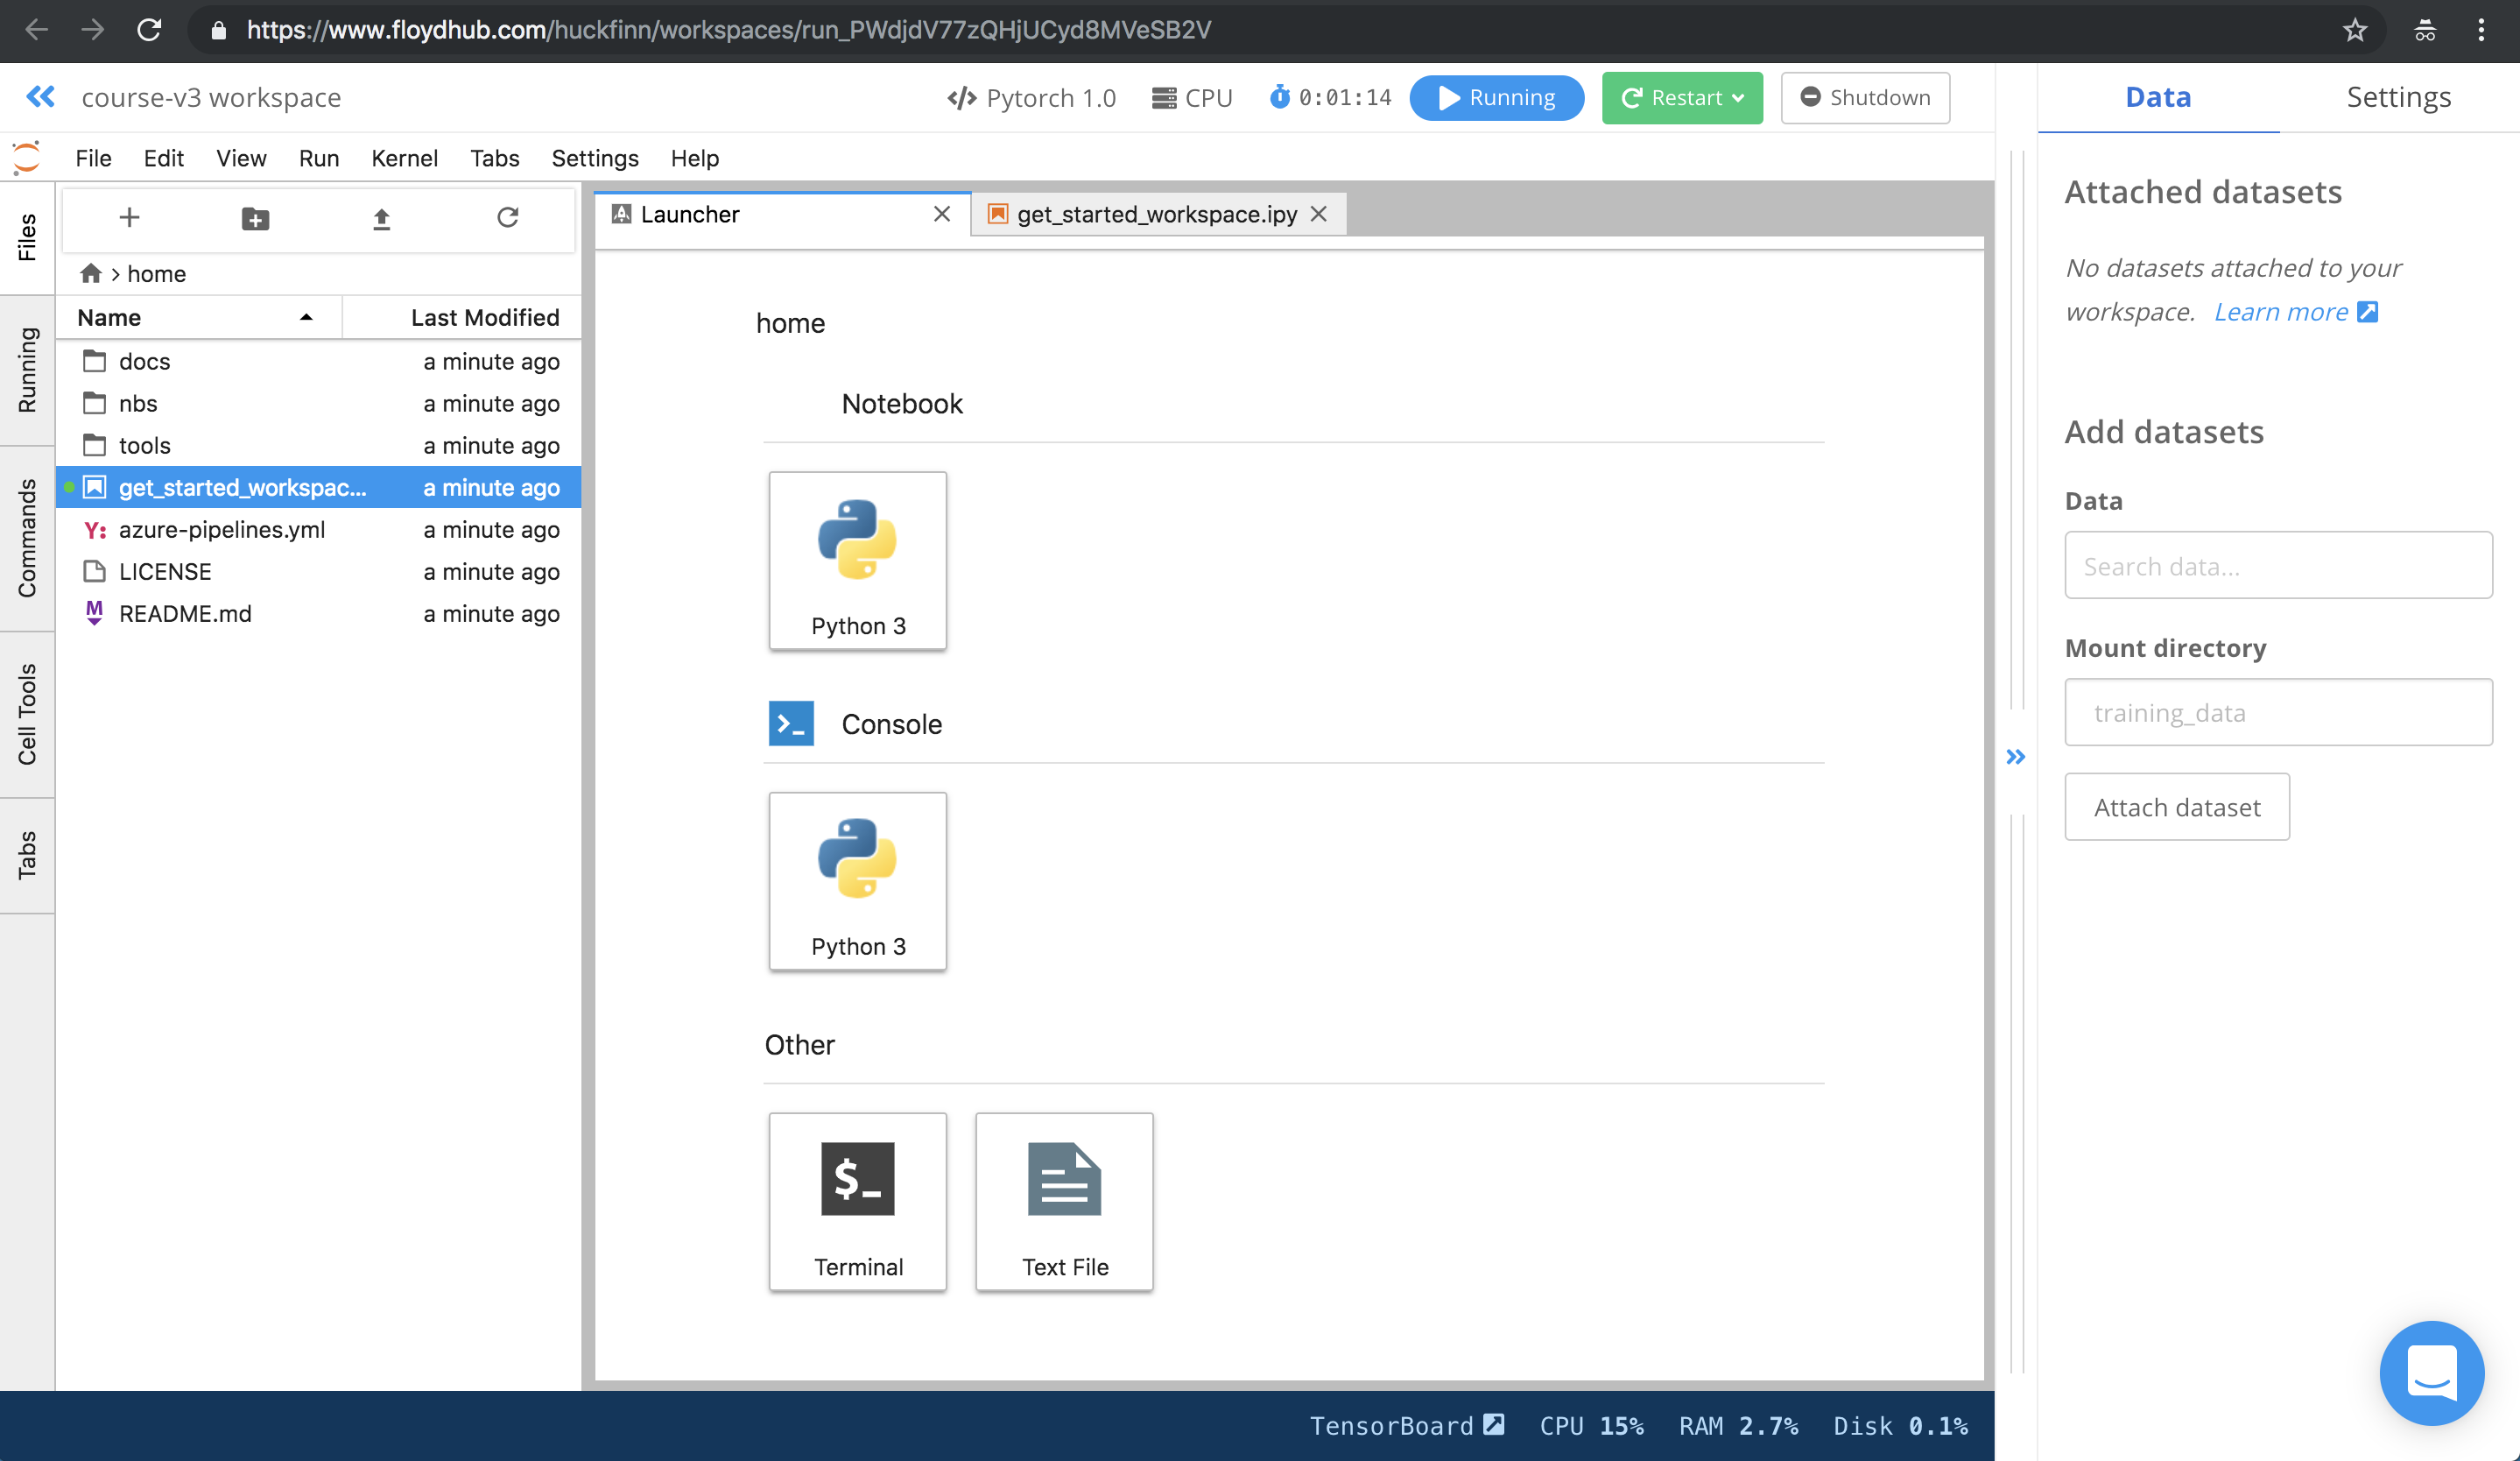 https://www.floydhub.com/huckfinn/workspaces/run_PWdjdV77zQHjUCyd8MVeSB2V
course-v3 workspace
Pytorch 1.0
CPU
0:01:14
Running
Restart
Shutdown
Data
Settings
File
Edit
View
Run
Kernel
Tabs
Settings
Help
Files
Running
Commands
Cell Tools
Tabs
home
Name
Last Modified
docs
a minute ago
nbs
a minute ago
tools
a minute ago
get_started_workspac...
a minute ago
Y: azure-pipelines.yml
a minute ago
LICENSE
a minute ago
M README.md
a minute ago
Launcher
get_started_workspace.ipy
home
Notebook
Python 3
>_ Console
Python 3
Other
$_
Terminal
Text File
TensorBoard
CPU 15%
RAM 2.7%
Disk 0.1%
Attached datasets
No datasets attached to your
workspace. Learn more
Add datasets
Data
Search data...
Mount directory
training_data
Attach dataset